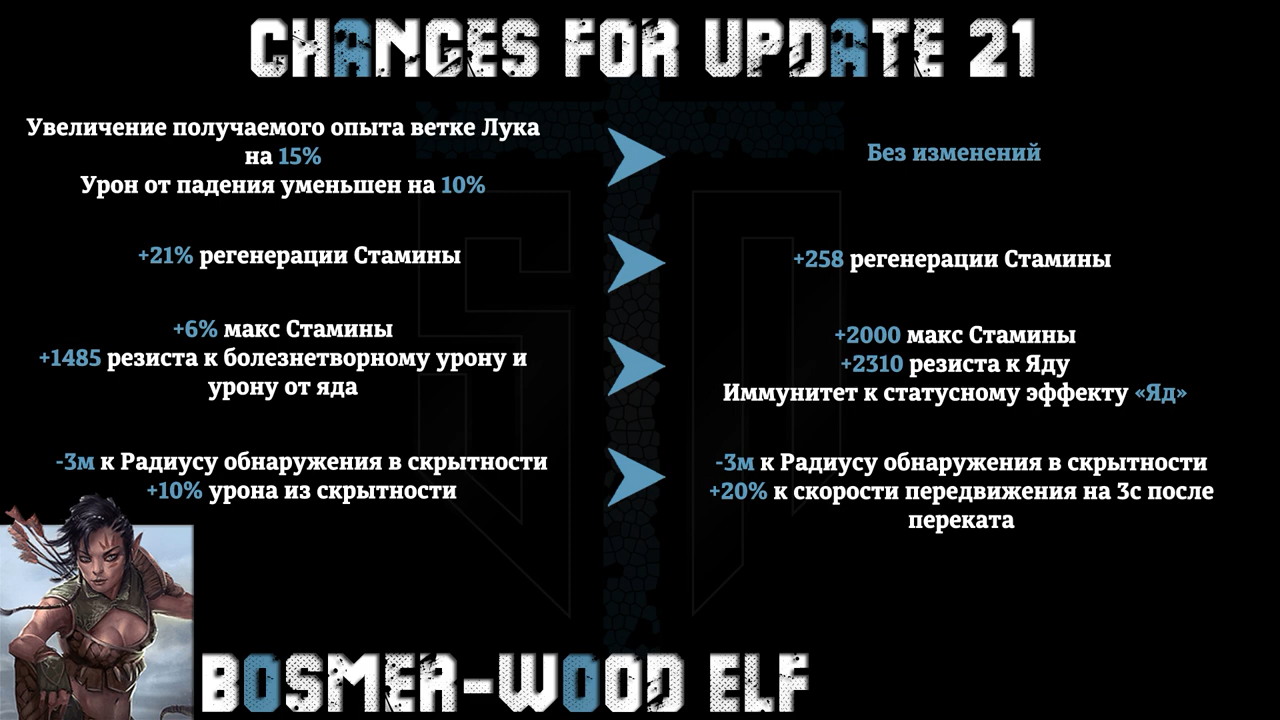 CHANGES FOR UPDATE 21
Увеличение получаемого опыта ветке Лука
на 15%
Урон от падения уменьшен на 10%
Без изменений
+21% регенерации Стамины
+258 регенерации Стамины
+6% макс Стамины
+1485 резиста к болезнетворному урону и
урону от яда
+2000 макс Стамины
+2310 резиста к Яду
Иммунитет к статусному эффекту «Яд»
-3м к Радиусу обнаружения в скрытности
+10% урона из скрытности
-3м к Радиусу обнаружения в скрытности
+20% к скорости передвижения на 3с после
переката
BOSMER-WOOD ELF